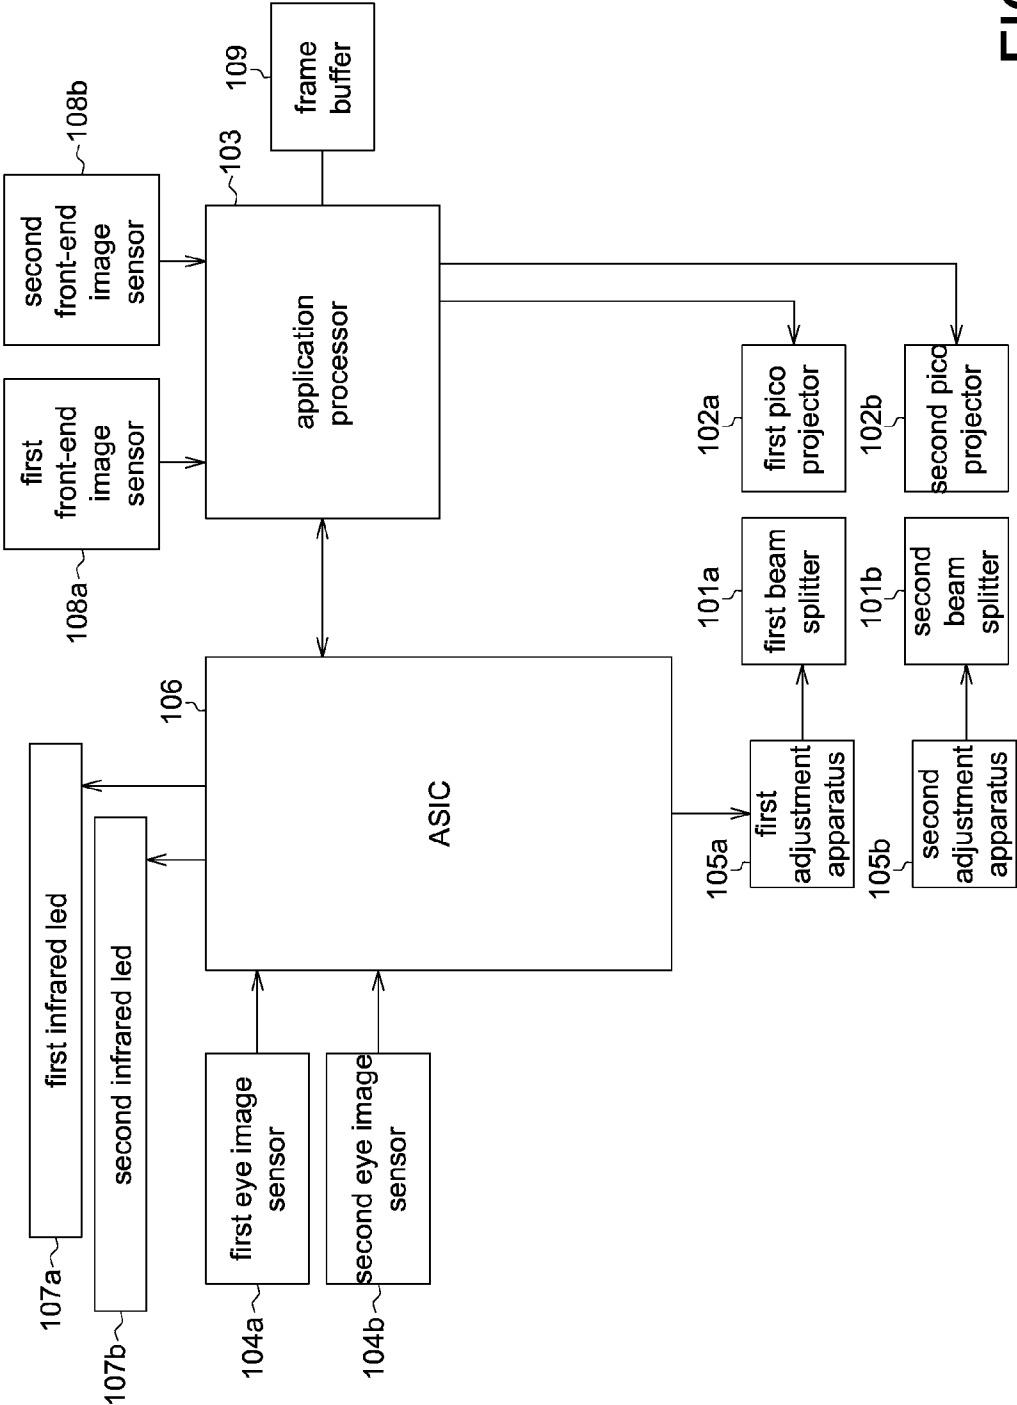 107a
first infrared led
107b
second infrared led
108a
first
front-end
image
sensor
108b
second
front-end
image
sensor
104a
first eye image
sensor
104b
second eye image
sensor
106
ASIC
103
application
processor
109
frame
buffer
105a
first
adjustment
apparatus
101a
first beam
splitter
102a
first pico
projector
105b
second
adjustment
apparatus
101b
second
beam
splitter
102b
second pico
projector